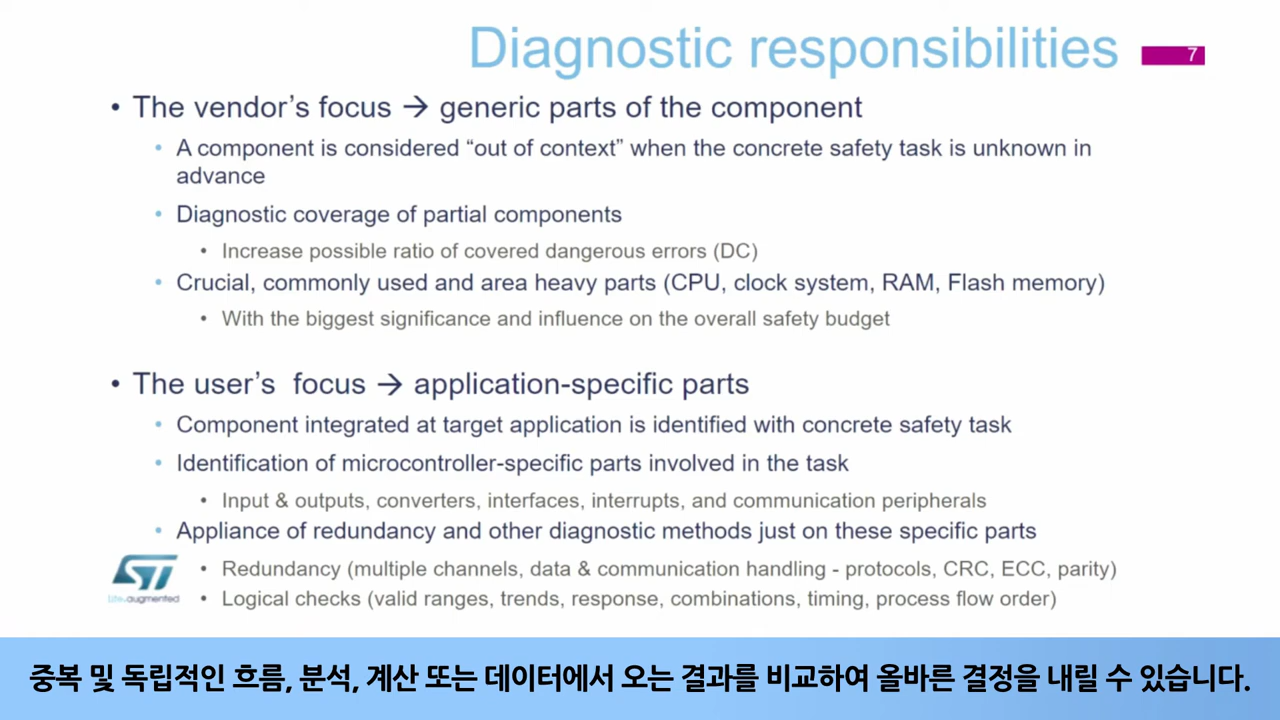 Diagnostic responsibilities
7
• The vendor's focus → generic parts of the component
• A component is considered "out of context" when the concrete safety task is unknown in
advance
• Diagnostic coverage of partial components
• Increase possible ratio of covered dangerous errors (DC)
• Crucial, commonly used and area heavy parts (CPU, clock system, RAM, Flash memory)
• With the biggest significance and influence on the overall safety budget
• The user's focus → application-specific parts
• Component integrated at target application is identified with concrete safety task
• Identification of microcontroller-specific parts involved in the task
• Input & outputs, converters, interfaces, interrupts, and communication peripherals
• Appliance of redundancy and other diagnostic methods just on these specific parts
• Redundancy (multiple channels, data & communication handling - protocols, CRC, ECC, parity)
• Logical checks (valid ranges, trends, response, combinations, timing, process flow order)
ST
life.augmented
중복 및 독립적인 흐름, 분석, 계산 또는 데이터에서 오는 결과를 비교하여 올바른 결정을 내릴 수 있습니다.